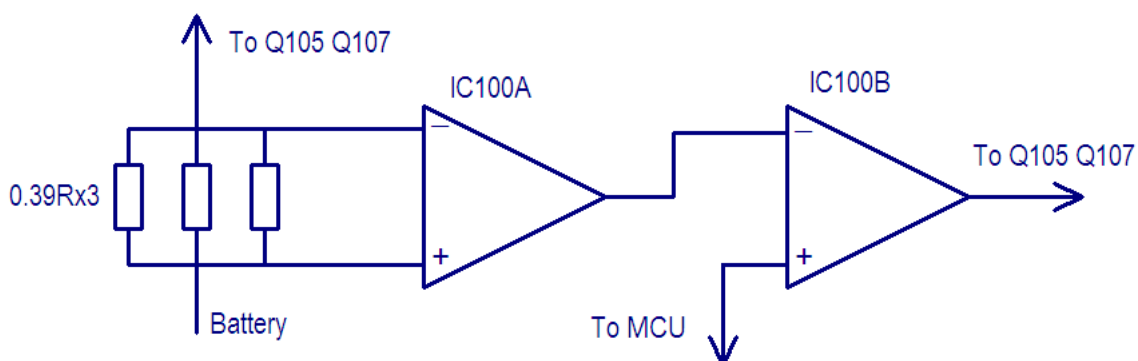 To Q105 Q107
IC100A
IC100B
−
−
To Q105 Q107
0.39Rx3
+
+
Battery
To MCU